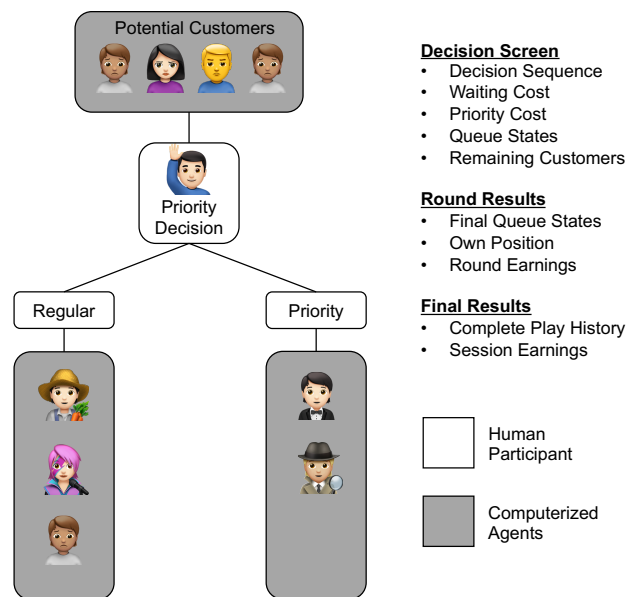 Potential Customers
Priority
Decision
Regular
Priority
Decision Screen
• Decision Sequence
• Waiting Cost
• Priority Cost
• Queue States
• Remaining Customers
Round Results
• Final Queue States
• Own Position
• Round Earnings
Final Results
• Complete Play History
• Session Earnings
Human
Participant
Computerized
Agents